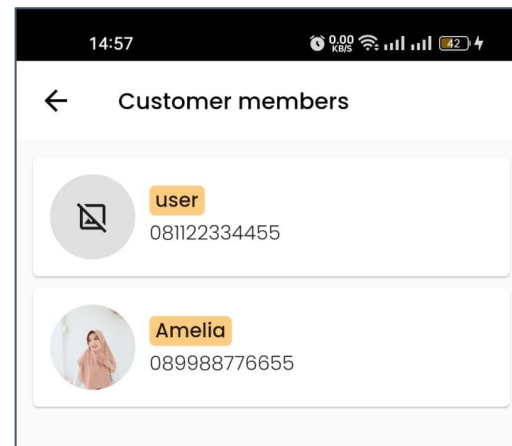 14:57 0.00 KB/S 42
Customer members
user
081122334455
Amelia
089988776655